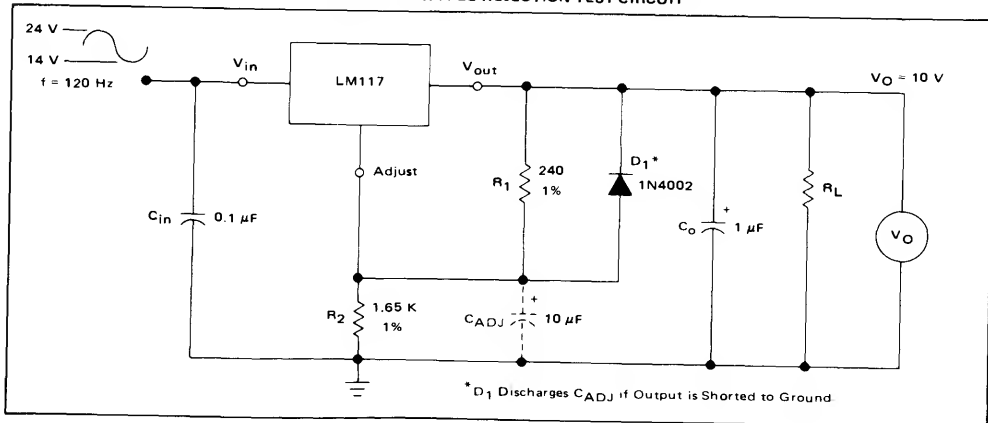 24 V
14 V
f = 120 Hz
Vin
LM117
Vout
VO = 10 V
Adjust
R1
240
1%
D1*
1N4002
Cin
0.1 μF
Co
+
1 μF
RL
VO
R2
1.65 K
1%
CADJ
+
10 μF
*D1 Discharges CADJ if Output is Shorted to Ground